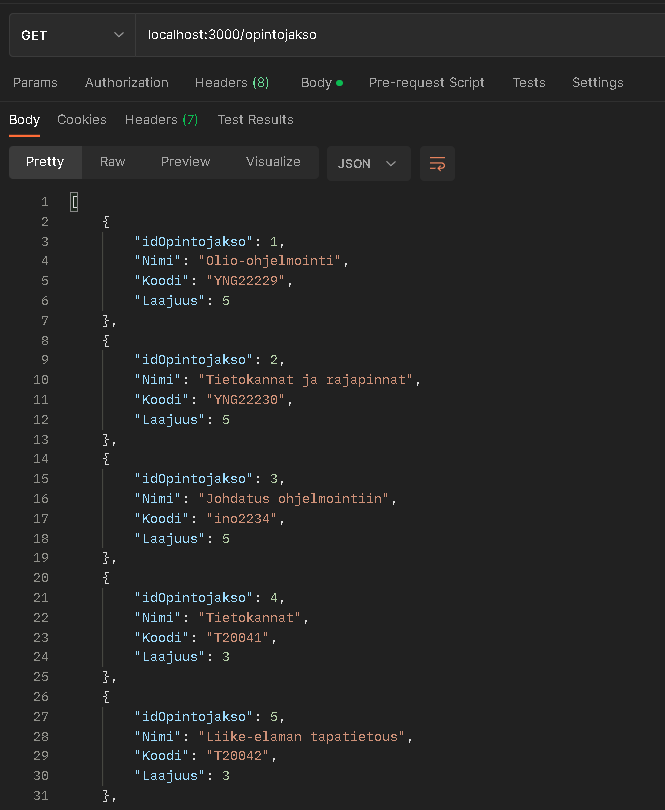 GET localhost:3000/opintojakso
Params Authorization Headers (8) Body Pre-request Script Tests Settings
Body Cookies Headers (7) Test Results
Pretty Raw Preview Visualize JSON
1 [
2 {
3 "idOpintojakso": 1,
4 "Nimi": "Olio-ohjelmointi",
5 "Koodi": "YNG22229",
6 "Laajuus": 5
7 },
8 {
9 "idOpintojakso": 2,
10 "Nimi": "Tietokannat ja rajapinnat",
11 "Koodi": "YNG22230",
12 "Laajuus": 5
13 },
14 {
15 "idOpintojakso": 3,
16 "Nimi": "Johdatus ohjelmointiin",
17 "Koodi": "ino2234",
18 "Laajuus": 5
19 },
20 {
21 "idOpintojakso": 4,
22 "Nimi": "Tietokannat",
23 "Koodi": "T20041",
24 "Laajuus": 3
25 },
26 {
27 "idOpintojakso": 5,
28 "Nimi": "Liike-elaman tapatietous",
29 "Koodi": "T20042",
30 "Laajuus": 3
31 },